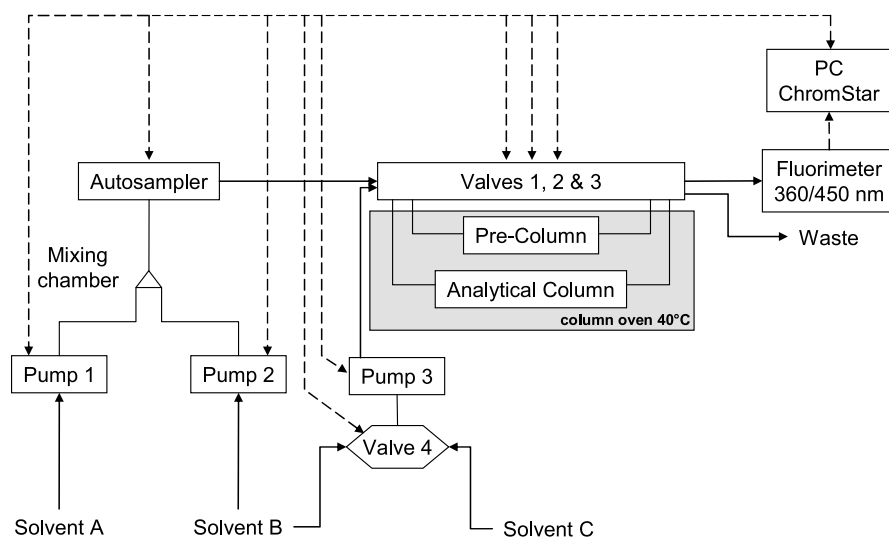 PC
ChromStar
Autosampler
Valves 1, 2 & 3
Fluorimeter
360/450 nm
Pre-Column
Waste
Mixing
chamber
Analytical Column
column oven 40°C
Pump 1
Pump 2
Pump 3
Valve 4
Solvent A
Solvent B
Solvent C